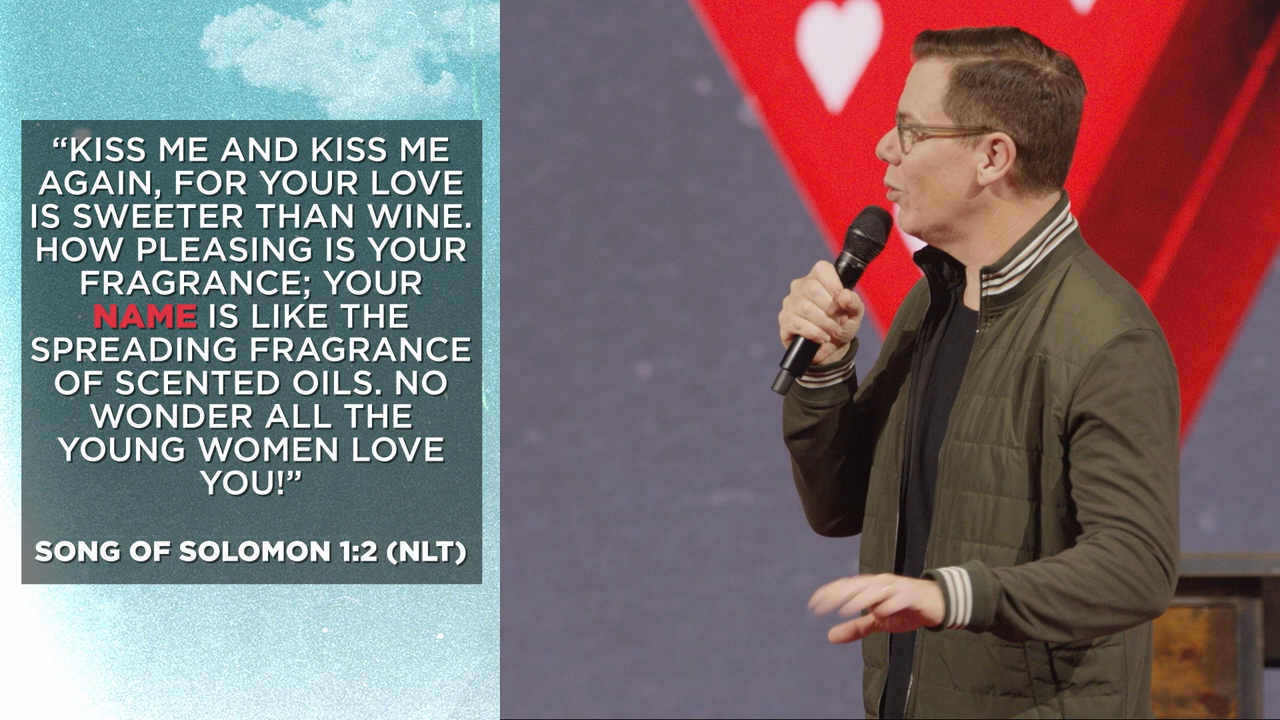 “KISS ME AND KISS ME
AGAIN, FOR YOUR LOVE
IS SWEETER THAN WINE.
HOW PLEASING IS YOUR
FRAGRANCE; YOUR
NAME IS LIKE THE
SPREADING FRAGRANCE
OF SCENTED OILS. NO
WONDER ALL THE
YOUNG WOMEN LOVE
YOU!”
SONG OF SOLOMON 1:2 (NLT)